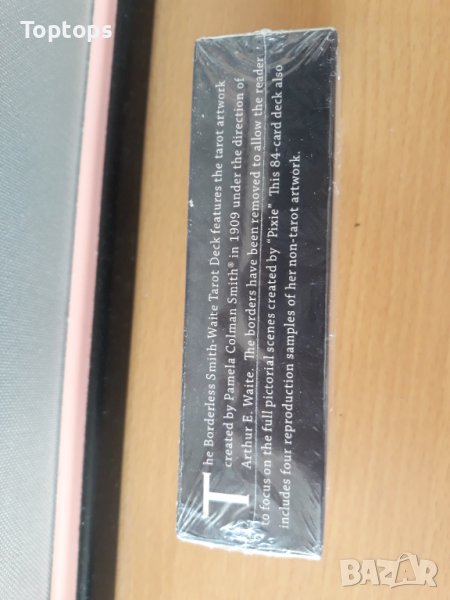 Toptops
The Borderless Smith-Waite Tarot Deck features the tarot artwork
created by Pamela Colman Smith® in 1909 under the direction of
Arthur E. Waite. The borders have been removed to allow the reader
to focus on the full pictorial scenes created by “Pixie”. This 84-card deck also
includes four reproduction samples of her non-tarot artwork.
BAZAR